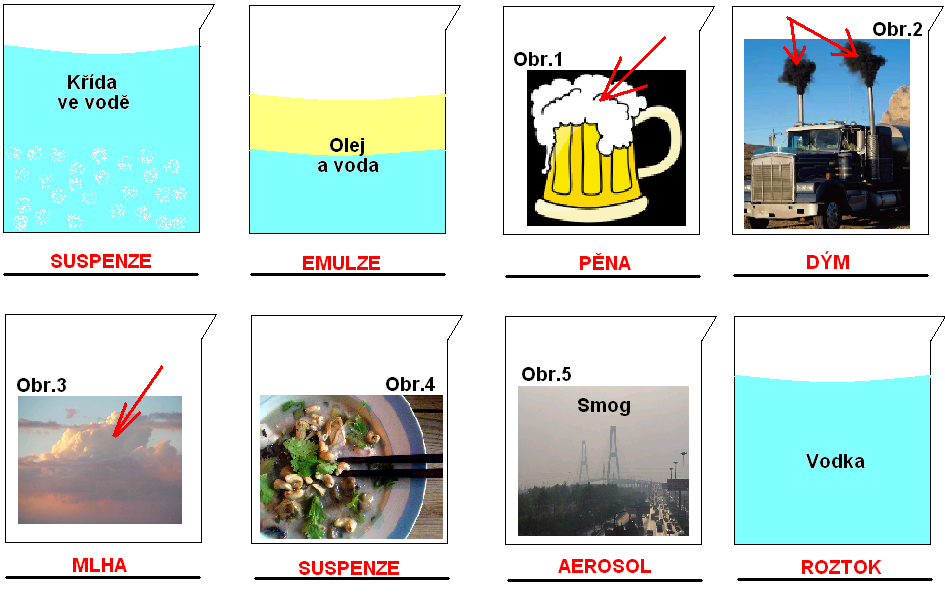 Křída
ve vodě
SUSPENZE
Olej
a voda
EMULZE
Obr.1
PĚNA
Obr.2
DÝM
Obr.3
MLHA
Obr.4
SUSPENZE
Obr.5
Smog
AEROSOL
Vodka
ROZTOK